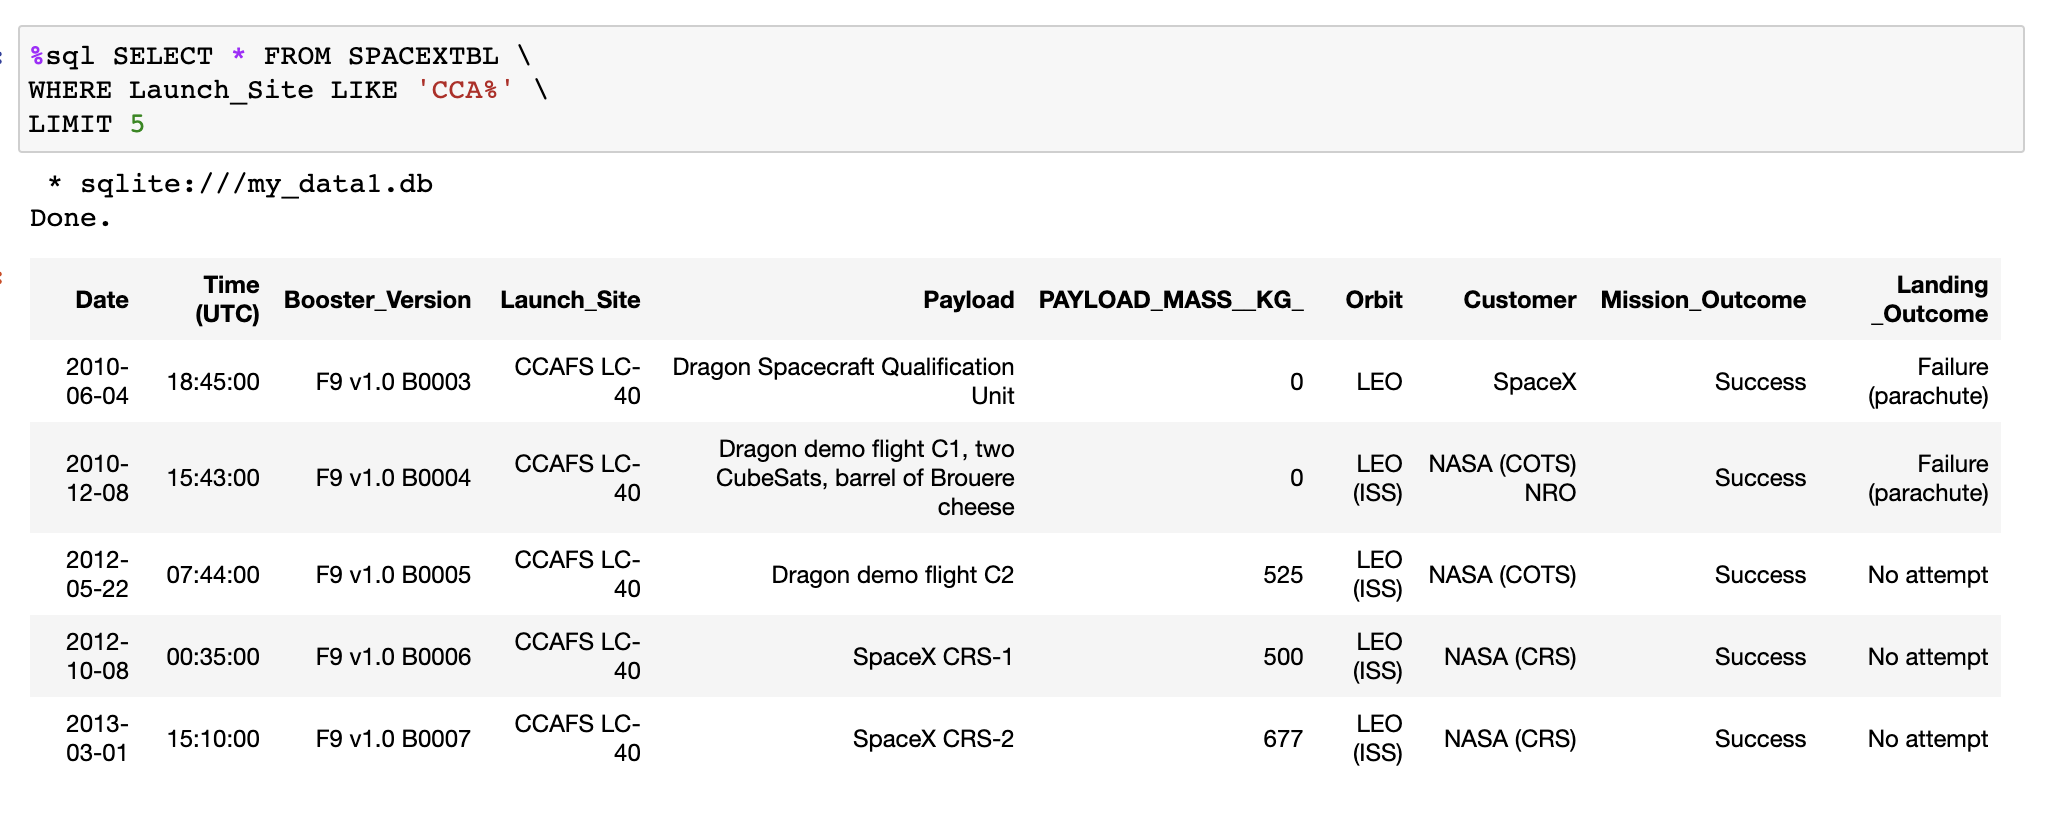 %sql SELECT * FROM SPACEXTBL \
WHERE Launch_Site LIKE 'CCA%' \
LIMIT 5
* sqlite:///my_data1.db
Done.
Date Time (UTC) Booster_Version Launch_Site Payload PAYLOAD_MASS__KG_ Orbit Customer Mission_Outcome Landing _Outcome
2010-06-04 18:45:00 F9 v1.0 B0003 CCAFS LC-40 Dragon Spacecraft Qualification Unit 0 LEO SpaceX Success Failure (parachute)
2010-12-08 15:43:00 F9 v1.0 B0004 CCAFS LC-40 Dragon demo flight C1, two CubeSats, barrel of Brouere cheese 0 LEO (ISS) NASA (COTS) NRO Success Failure (parachute)
2012-05-22 07:44:00 F9 v1.0 B0005 CCAFS LC-40 Dragon demo flight C2 525 LEO (ISS) NASA (COTS) Success No attempt
2012-10-08 00:35:00 F9 v1.0 B0006 CCAFS LC-40 SpaceX CRS-1 500 LEO (ISS) NASA (CRS) Success No attempt
2013-03-01 15:10:00 F9 v1.0 B0007 CCAFS LC-40 SpaceX CRS-2 677 LEO (ISS) NASA (CRS) Success No attempt